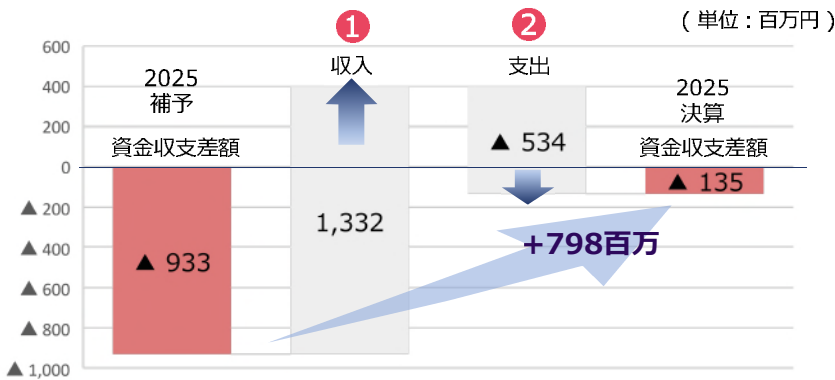 (単位：百万円)
❶
❷
収入
支出
2025
補予
資金収支差額
2025
決算
資金収支差額
600
400
200
0
▲ 200
▲ 400
▲ 600
▲ 800
▲ 1,000
▲ 933
1,332
▲ 534
▲ 135
+798百万